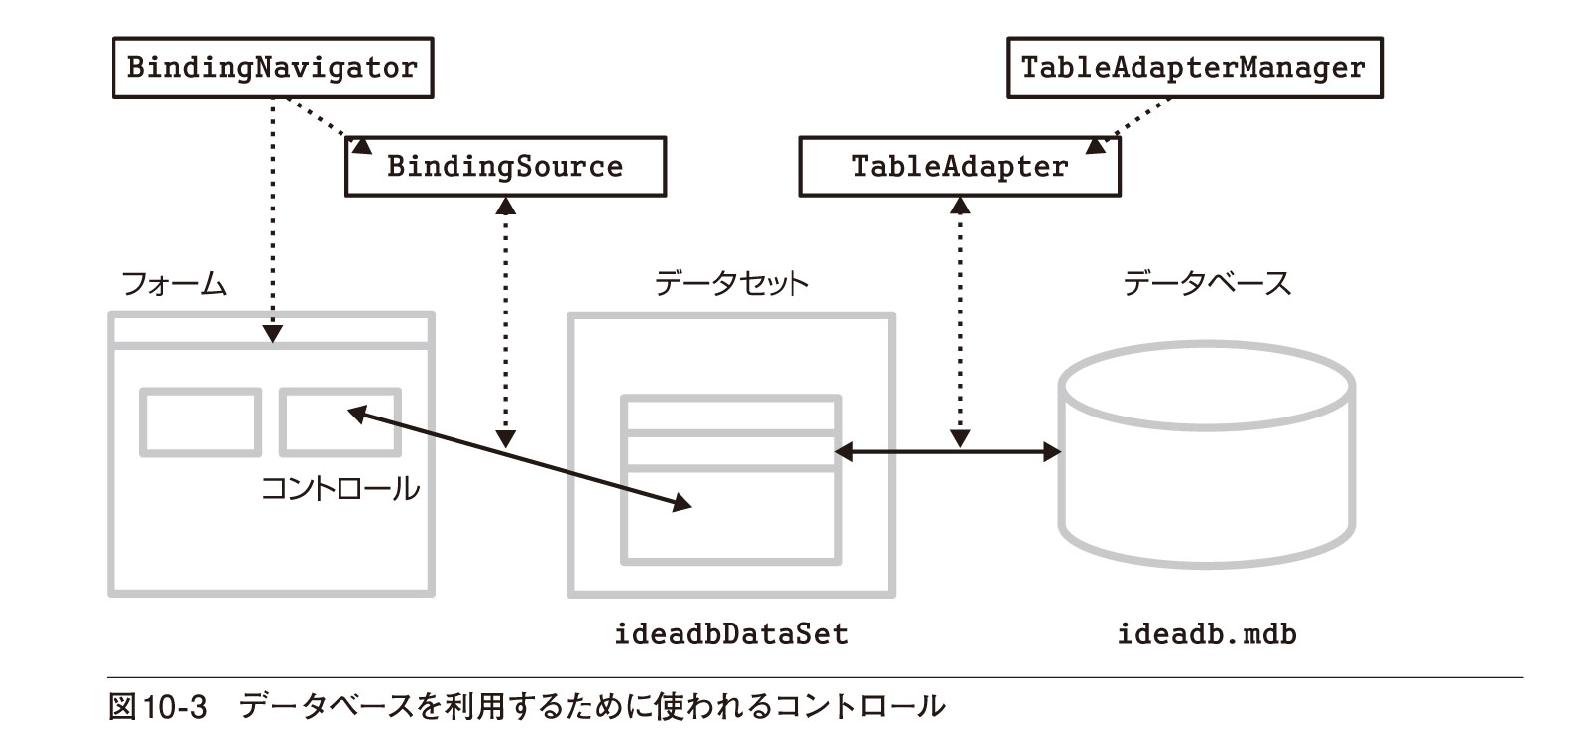 BindingNavigator
TableAdapterManager
BindingSource
TableAdapter
フォーム
データセット
データベース
コントロール
ideadbDataSet
ideadb.mdb
図10-3 データベースを利用するために使われるコントロール